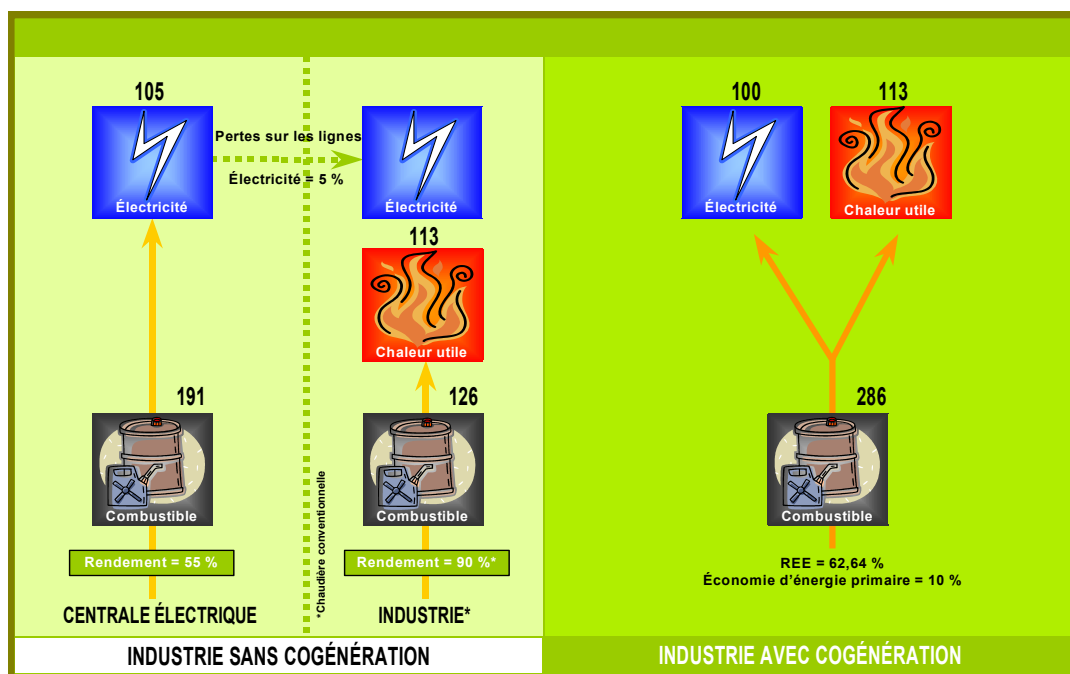 105
Pertes sur les lignes
Électricité = 5 %
Électricité
Électricité
113
Chaleur utile
191
Combustible
126
Combustible
*Chaudière conventionnelle
Rendement = 55 %
Rendement = 90 %*
CENTRALE ÉLECTRIQUE
INDUSTRIE*
INDUSTRIE SANS COGÉNÉRATION
100
113
Électricité
Chaleur utile
286
Combustible
REE = 62,64 %
Économie d'énergie primaire = 10 %
INDUSTRIE AVEC COGÉNÉRATION